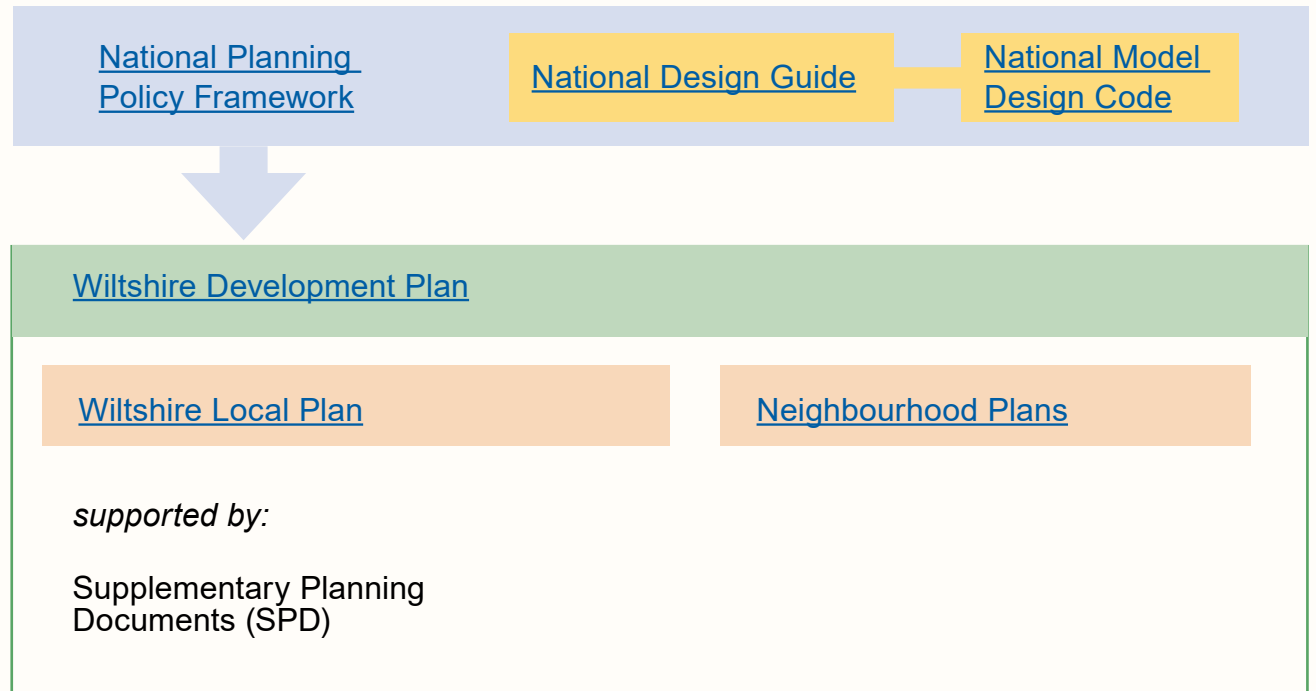 National Planning
Policy Framework
National Design Guide
National Model
Design Code
Wiltshire Development Plan
Wiltshire Local Plan
Neighbourhood Plans
supported by:
Supplementary Planning
Documents (SPD)